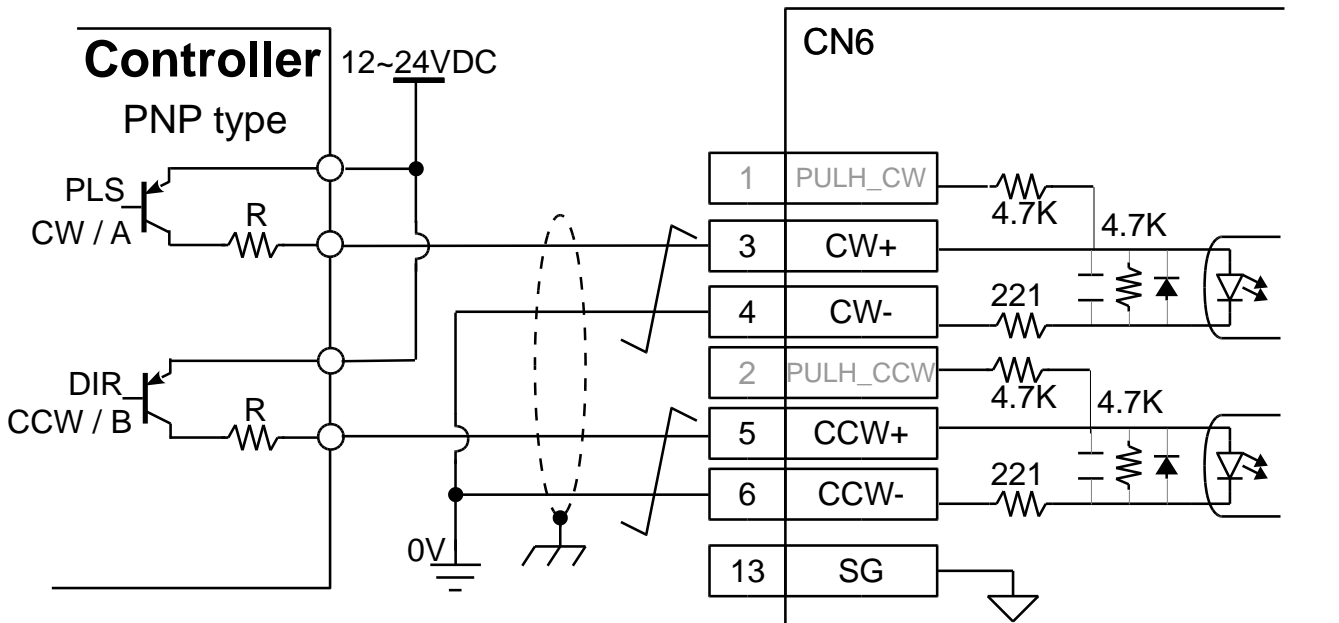 Controller
PNP type
12~24VDC
PLS
CW / A
R
DIR
CCW / B
R
0V
CN6
1 PULH_CW
3 CW+
4 CW-
2 PULH_CCW
5 CCW+
6 CCW-
13 SG
4.7K
4.7K
221
4.7K
4.7K
221